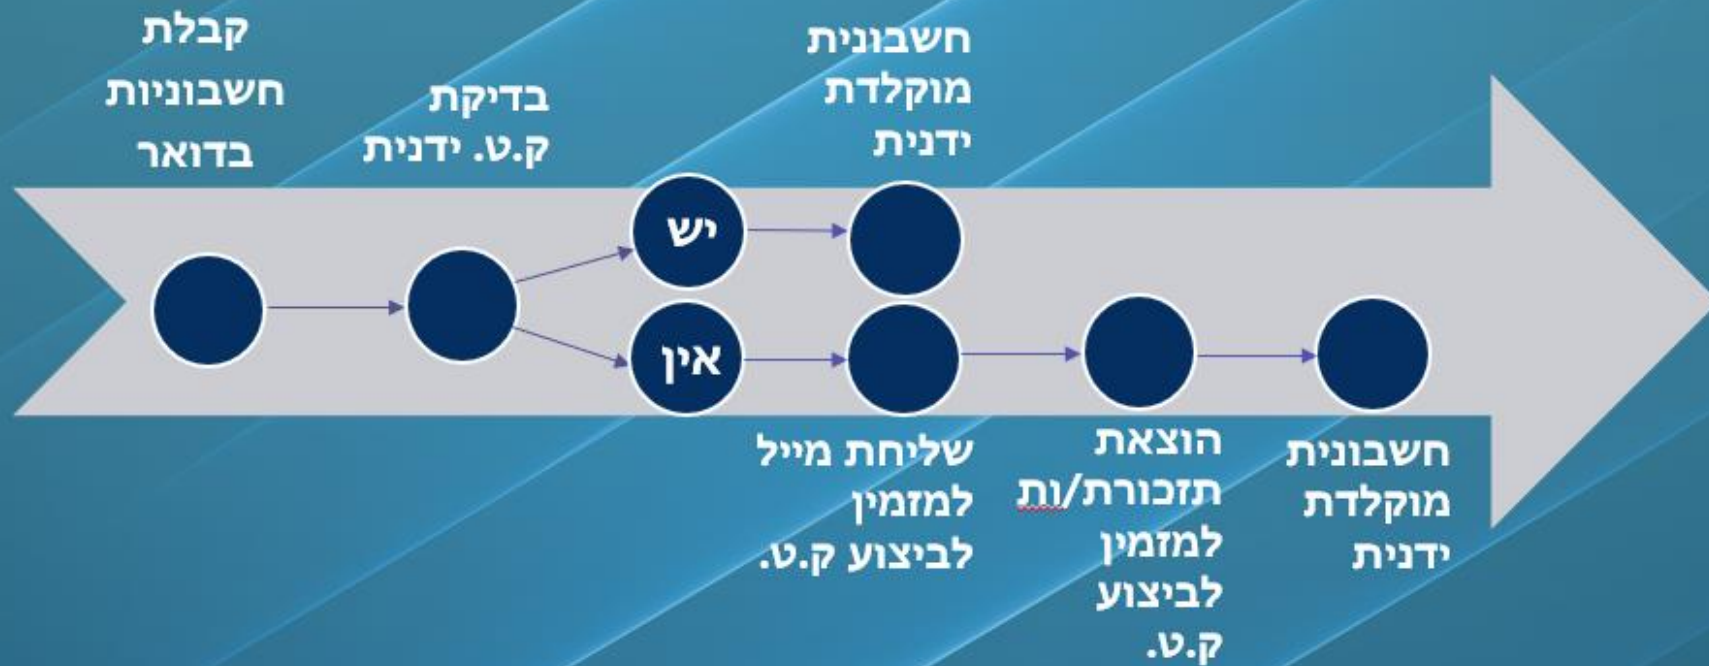 קבלת
חשבוניות
בדואר
בדיקת
ק.ט. ידנית
יש
חשבונית
מוקלדת
ידנית
אין
שליחת מייל
למזמין
לביצוע ק.ט.
הוצאת
תזכורת/ות
למזמין
לביצוע
ק.ט.
חשבונית
מוקלדת
ידנית